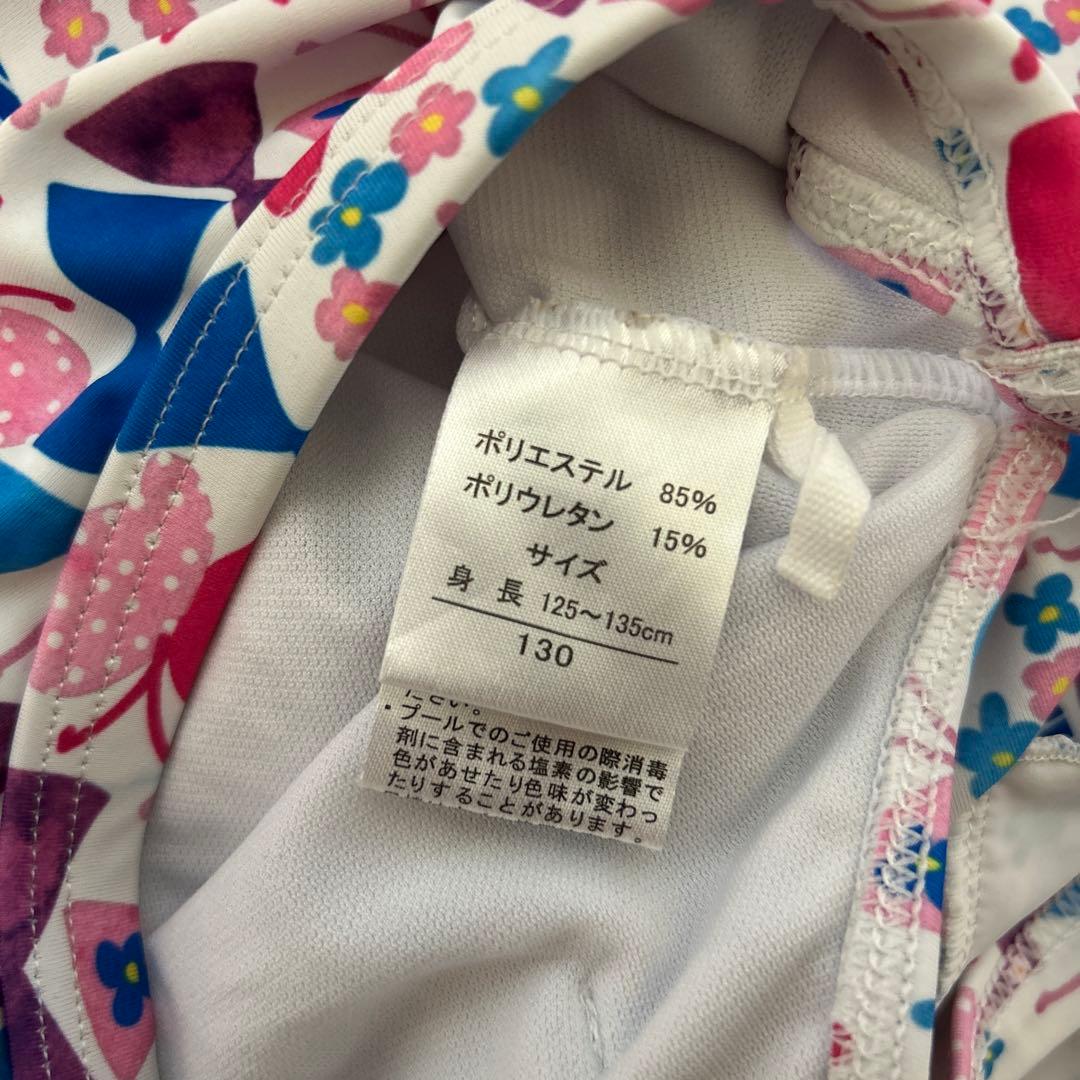 ポリエステル 85%
ポリウレタン 15%
サイズ
身長 125～135cm
130
ださい。
・プールでのご使用の際消毒
剤に含まれる塩素の影響で
色があせたり色味が変わっ
たりすることがあります。